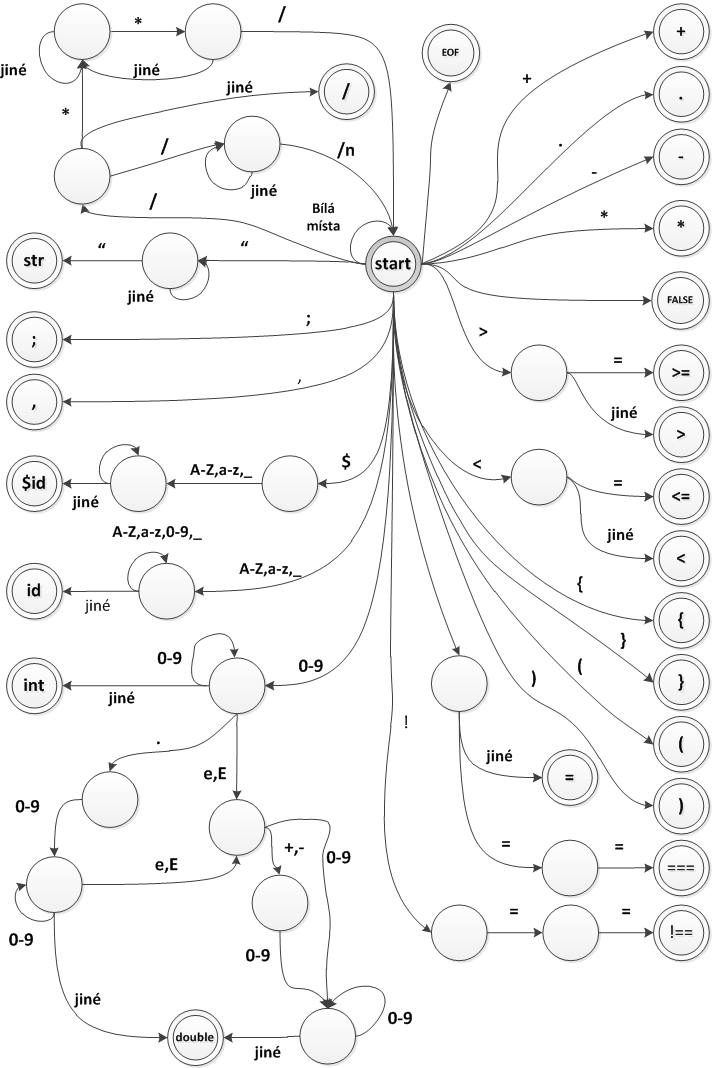 *
/
jiné
jiné
EOF
+
+
jiné
/
*
.
.
/
/n
-
-
jiné
/
Bílá
místa
*
*
str
“
“
start
jiné
FALSE
;
;
>
=
>=
,
,
jiné
>
$id
A-Z,a-z,_
$
<
=
<=
jiné
A-Z,a-z,0-9,_
jiné
<
id
A-Z,a-z,_
jiné
{
{
0-9
0-9
}
}
int
jiné
)
(
(
!
.
jiné
=
e,E
0-9
)
+,-
=
=
===
e,E
0-9
0-9
=
=
!==
0-9
jiné
0-9
double
jiné